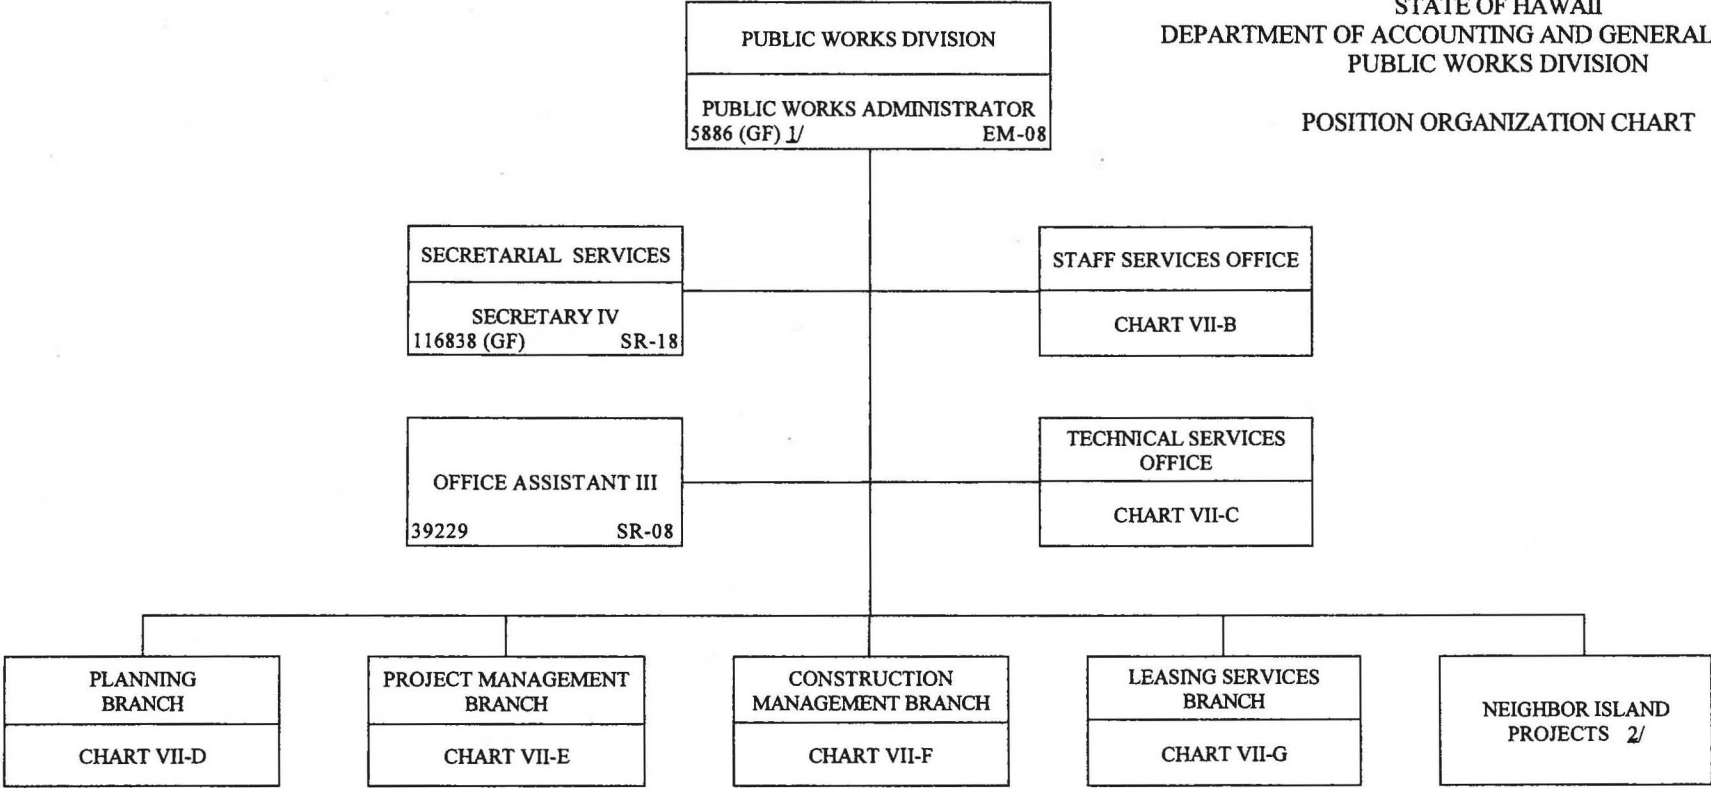 STATE OF HAWAII
DEPARTMENT OF ACCOUNTING AND GENERAL
PUBLIC WORKS DIVISION
POSITION ORGANIZATION CHART
PUBLIC WORKS DIVISION
PUBLIC WORKS ADMINISTRATOR
5886 (GF) 1/ EM-08
SECRETARIAL SERVICES
SECRETARY IV
116838 (GF) SR-18
STAFF SERVICES OFFICE
CHART VII-B
OFFICE ASSISTANT III
39229 SR-08
TECHNICAL SERVICES
OFFICE
CHART VII-C
PLANNING
BRANCH
CHART VII-D
PROJECT MANAGEMENT
BRANCH
CHART VII-E
CONSTRUCTION
MANAGEMENT BRANCH
CHART VII-F
LEASING SERVICES
BRANCH
CHART VII-G
NEIGHBOR ISLAND
PROJECTS 2/